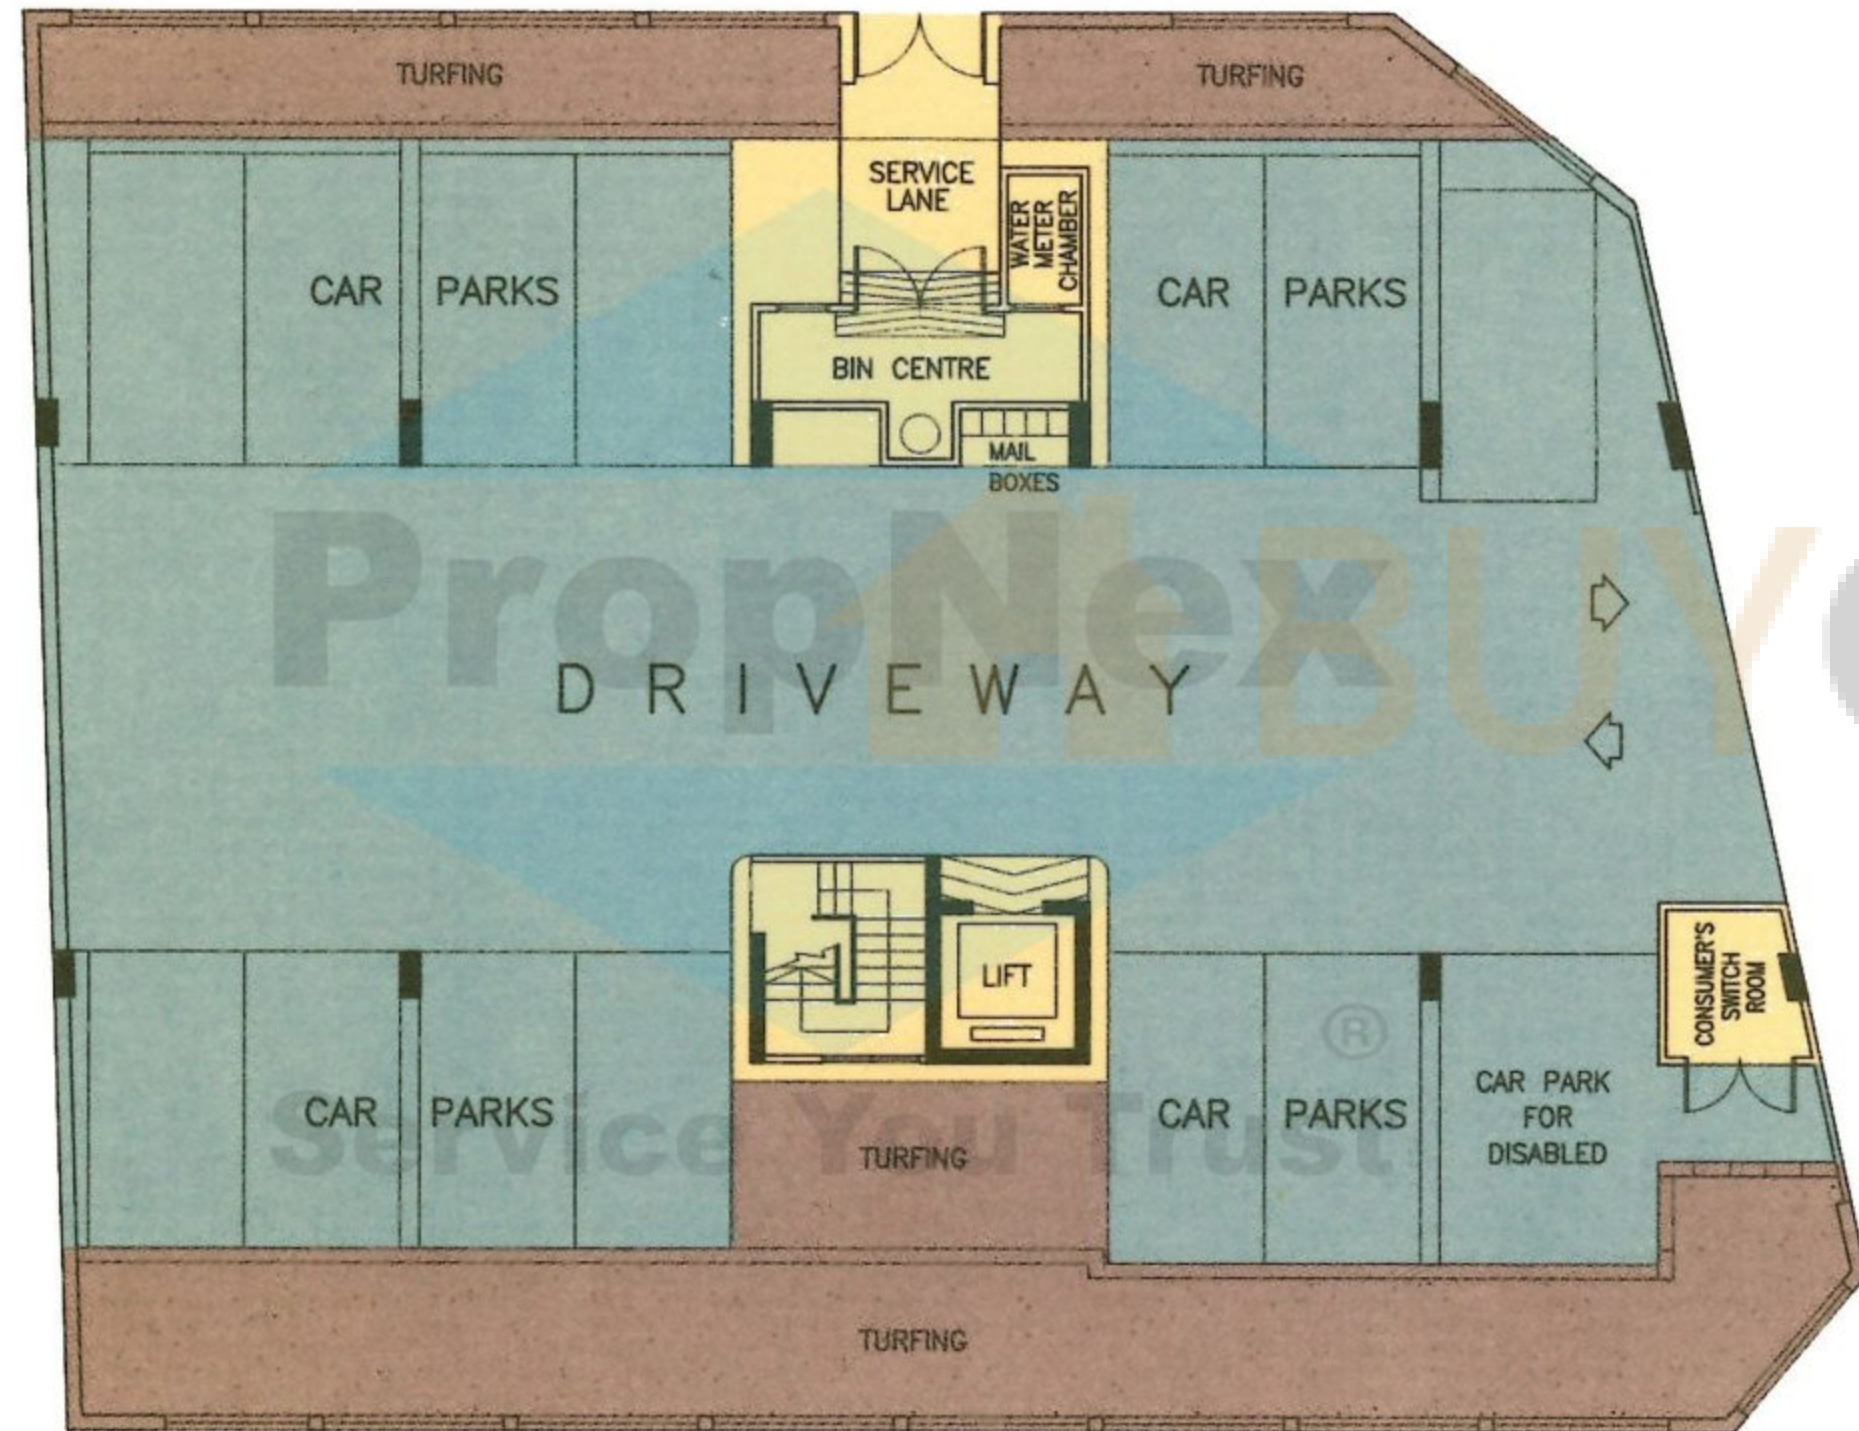 TURFING
TURFING
SERVICE
LANE
WATER
METER
CHAMBER
CAR PARKS
CAR PARKS
BIN CENTRE
MAIL
BOXES
PropNex
BUY
DRIVEWAY
LIFT
CONSUMER'S
SWITCH
ROOM
®
CAR PARK
FOR
DISABLED
CAR PARKS
CAR PARKS
Service You Trust
TURFING
TURFING